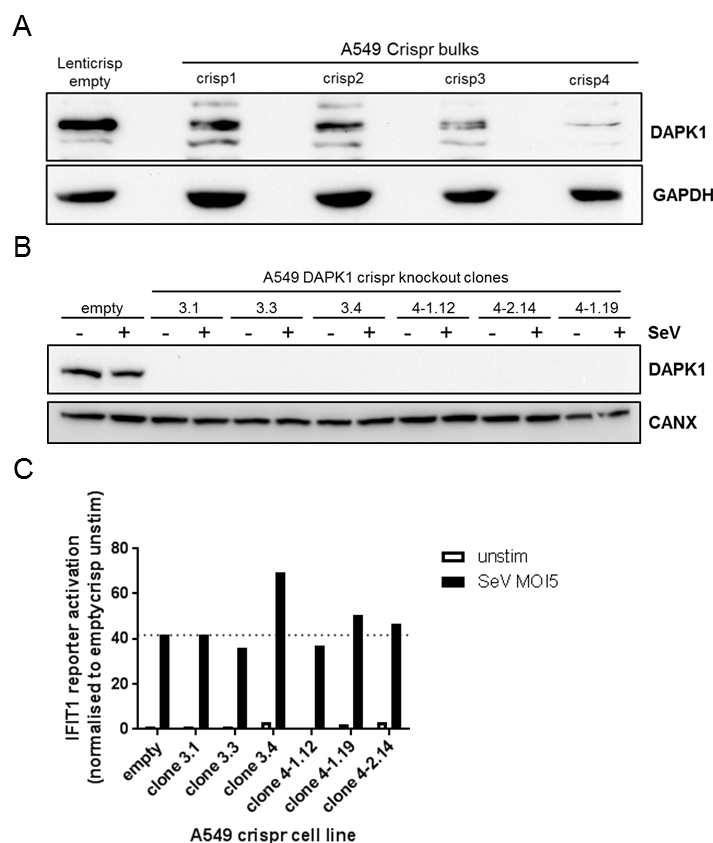 A
A549 Crispr bulks
Lenticrisp
empty
crisp1 crisp2 crisp3 crisp4
DAPK1
GAPDH
B
A549 DAPK1 crispr knockout clones
empty 3.1 3.3 3.4 4-1.12 4-2.14 4-1.19
- + - + - + - + - + - + - + SeV
DAPK1
CANX
C
IFIT1 reporter activation
(normalised to emptycrisp unstim)
80
60
40
20
0
unstim
SeV MOI5
empty
clone 3.1
clone 3.3
clone 3.4
clone 4-1.12
clone 4-1.19
clone 4-2.14
A549 crispr cell line